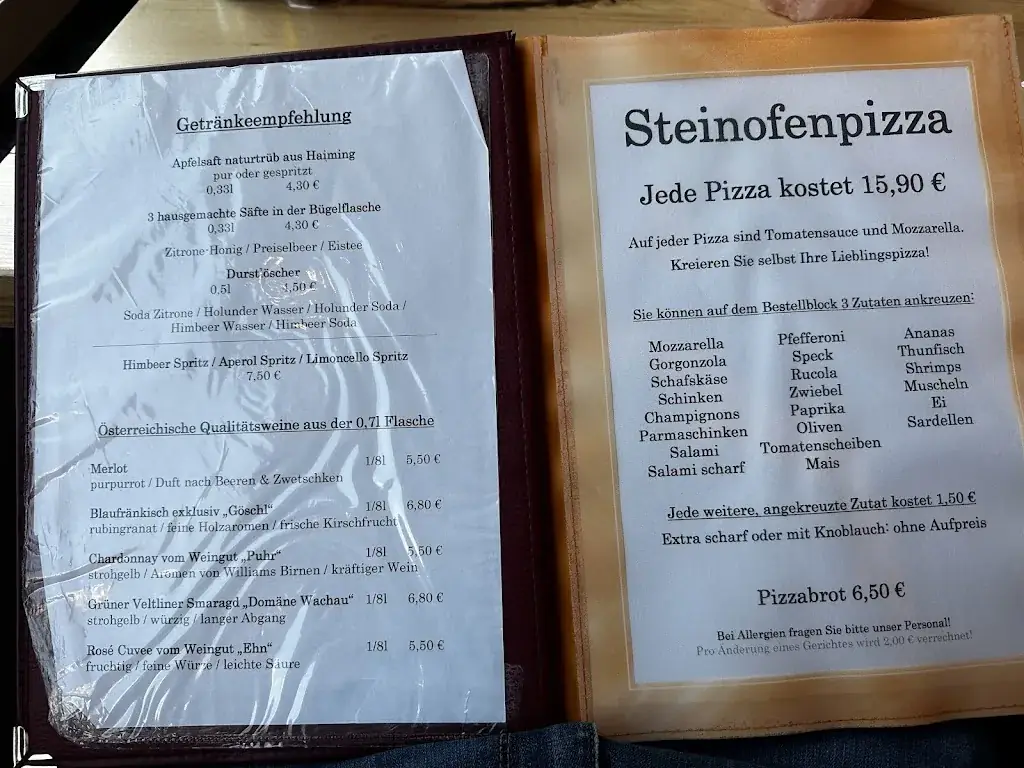 Getränkeempfehlung
Apfelsaft naturtrüb aus Haiming
pur oder gespritzt
0,33l 4,30 €
3 hausgemachte Säfte in der Bügelflasche
0,33l 4,30 €
Zitrone-Honig / Preiselbeer / Eistee
Durstlöscher
0,5l 4,50 €
Soda Zitrone / Holunder Wasser / Holunder Soda /
Himbeer Wasser / Himbeer Soda
Himbeer Spritz / Aperol Spritz / Limoncello Spritz
7,50 €
Österreichische Qualitätsweine aus der 0,7l Flasche
Merlot 1/8l 5,50 €
purpurrot / Duft nach Beeren & Zwetschken
Blaufränkisch exklusiv „Göschl“ 1/8l 6,80 €
rubingranat / feine Holzaromen / frische Kirschfrucht
Chardonnay vom Weingut „Puhr“ 1/8l 5,50 €
strohgelb / Aromen von Williams Birnen / kräftiger Wein
Grüner Veltliner Smaragd „Domäne Wachau“ 1/8l 6,80 €
strohgelb / würzig / langer Abgang
Rosé Cuvee vom Weingut „Ehn“ 1/8l 5,50 €
fruchtig / feine Würze / leichte Säure
Steinofenpizza
Jede Pizza kostet 15,90 €
Auf jeder Pizza sind Tomatensauce und Mozzarella.
Kreieren Sie selbst Ihre Lieblingspizza!
Sie können auf dem Bestellblock 3 Zutaten ankreuzen:
Mozzarella
Gorgonzola
Schafskäse
Schinken
Champignons
Parmaschinken
Salami
Salami scharf
Pfefferoni
Speck
Rucola
Zwiebel
Paprika
Oliven
Tomatenscheiben
Mais
Ananas
Thunfisch
Shrimps
Muscheln
Ei
Sardellen
Jede weitere, angekreuzte Zutat kostet 1,50 €
Extra scharf oder mit Knoblauch: ohne Aufpreis
Pizzabrot 6,50 €
Bei Allergien fragen Sie bitte unser Personal!
Pro Änderung eines Gerichtes wird 2,00 € verrechnet!